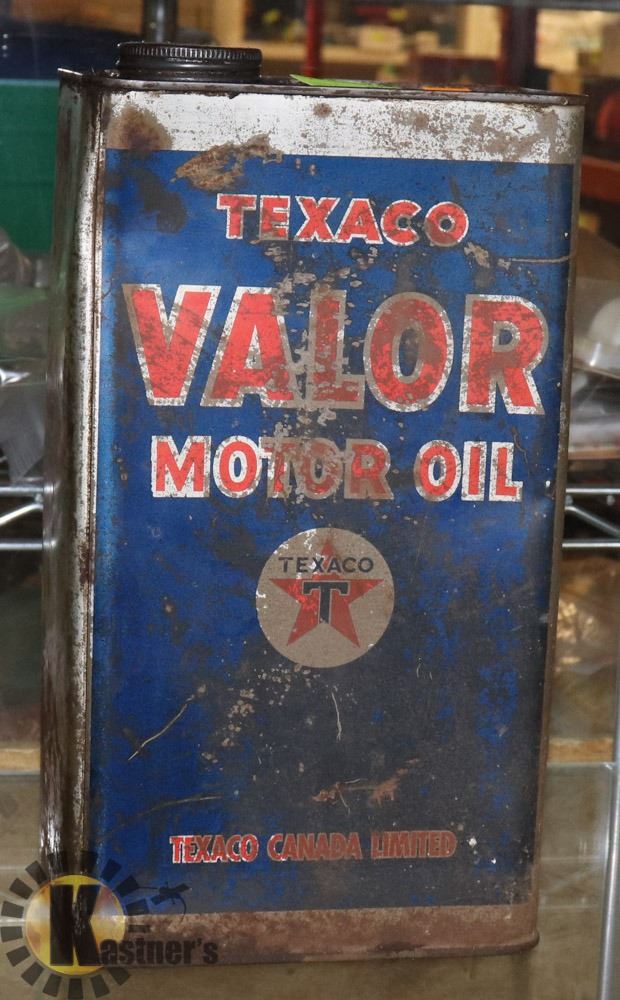 TEXACO
VALOR
MOTOR OIL
TEXACO
T
TEXACO CANADA LIMITED
Kastner's